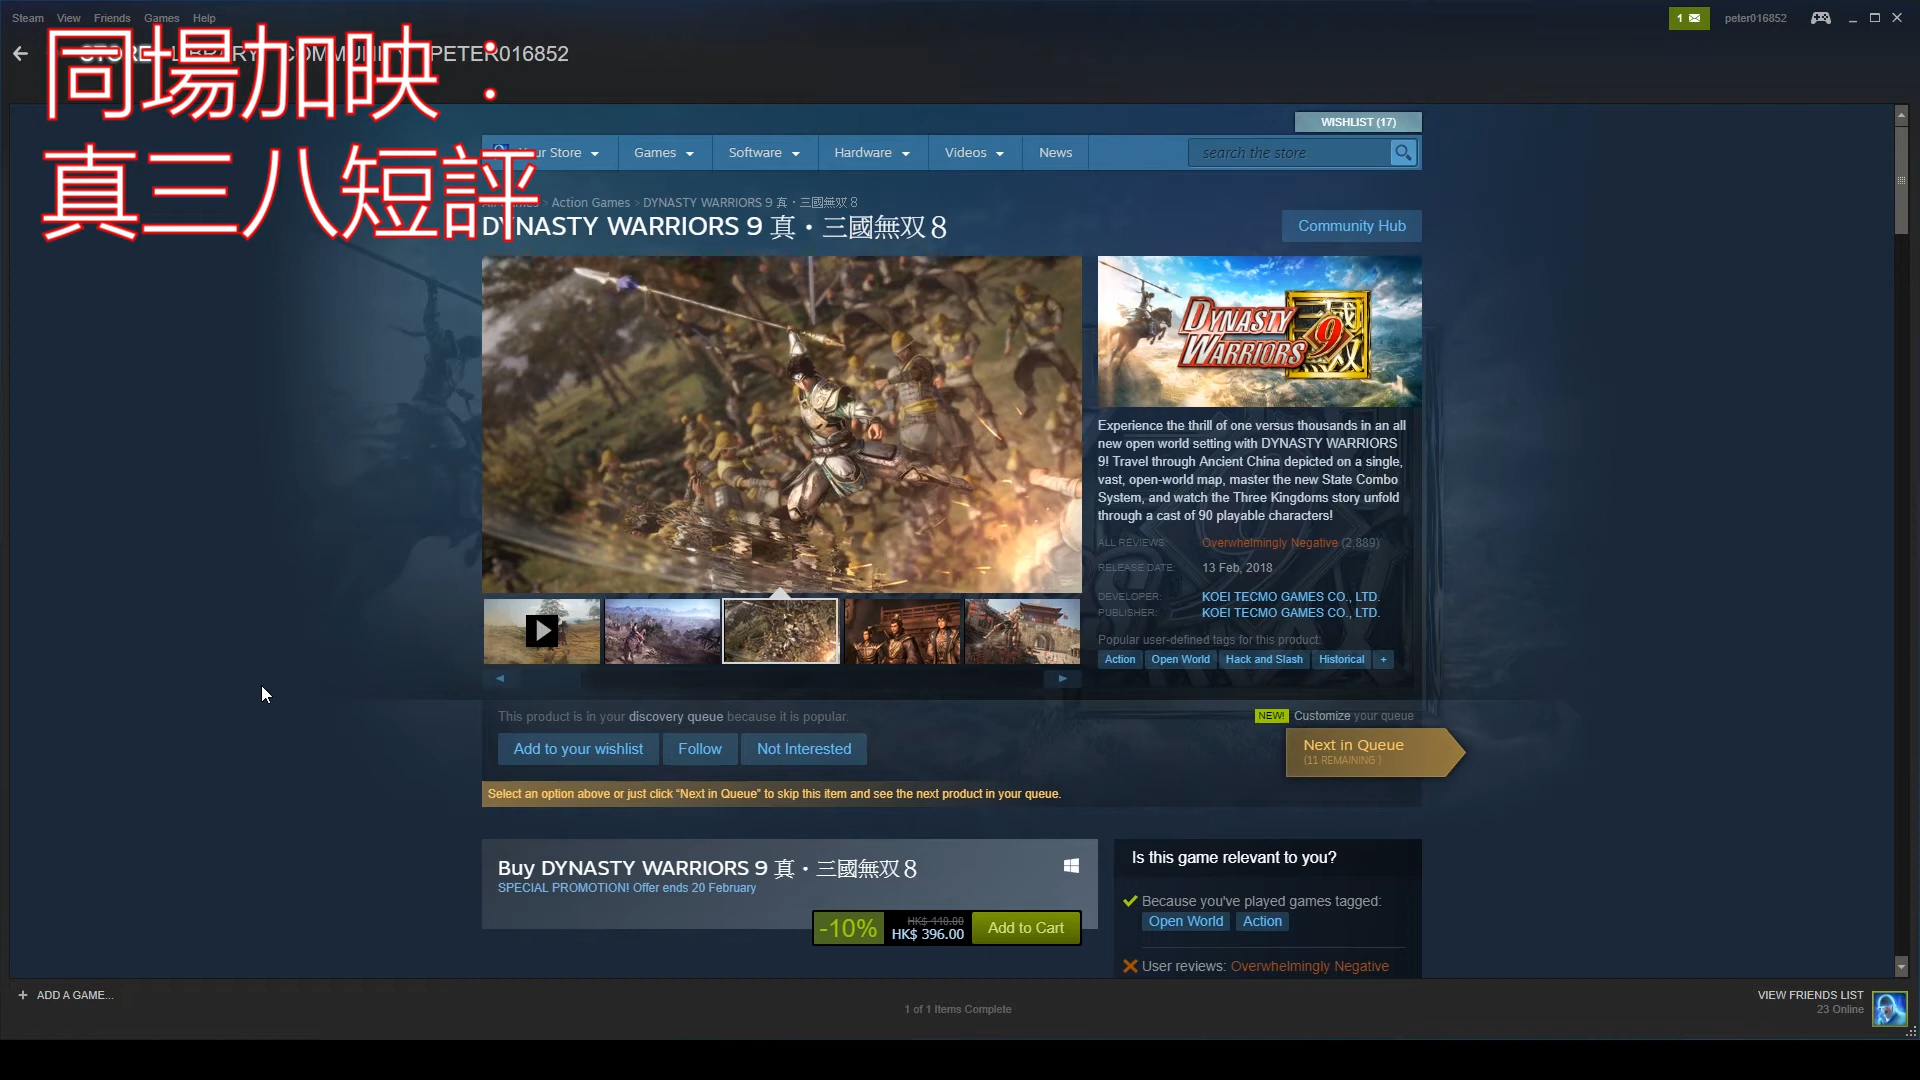 Steam View Friends Games Help
1
peter016852
STORE LIBRARY COMMUNITY PETER016852
同場加映：
真三八短評
WISHLIST (17)
Your Store Games Software Hardware Videos News
search the store
All Games > Action Games > DYNASTY WARRIORS 9 真・三國無双８
DYNASTY WARRIORS 9 真・三國無双８
Community Hub
DYNASTY WARRIORS 9
Experience the thrill of one versus thousands in an all
new open world setting with DYNASTY WARRIORS
9! Travel through Ancient China depicted on a single,
vast, open-world map, master the new State Combo
System, and watch the Three Kingdoms story unfold
through a cast of 90 playable characters!
ALL REVIEWS: Overwhelmingly Negative (2,889)
RELEASE DATE: 13 Feb, 2018
DEVELOPER: KOEI TECMO GAMES CO., LTD.
PUBLISHER: KOEI TECMO GAMES CO., LTD.
Popular user-defined tags for this product:
Action Open World Hack and Slash Historical +
This product is in your discovery queue because it is popular.
NEW! Customize your queue
Add to your wishlist Follow Not Interested
Next in Queue
(11 REMAINING )
Select an option above or just click “Next in Queue” to skip this item and see the next product in your queue.
Buy DYNASTY WARRIORS 9 真・三國無双８
SPECIAL PROMOTION! Offer ends 20 February
-10% HK$ 440.00 HK$ 396.00 Add to Cart
Is this game relevant to you?
Because you've played games tagged:
Open World Action
User reviews: Overwhelmingly Negative
+ ADD A GAME...
1 of 1 Items Complete
VIEW FRIENDS LIST
23 Online